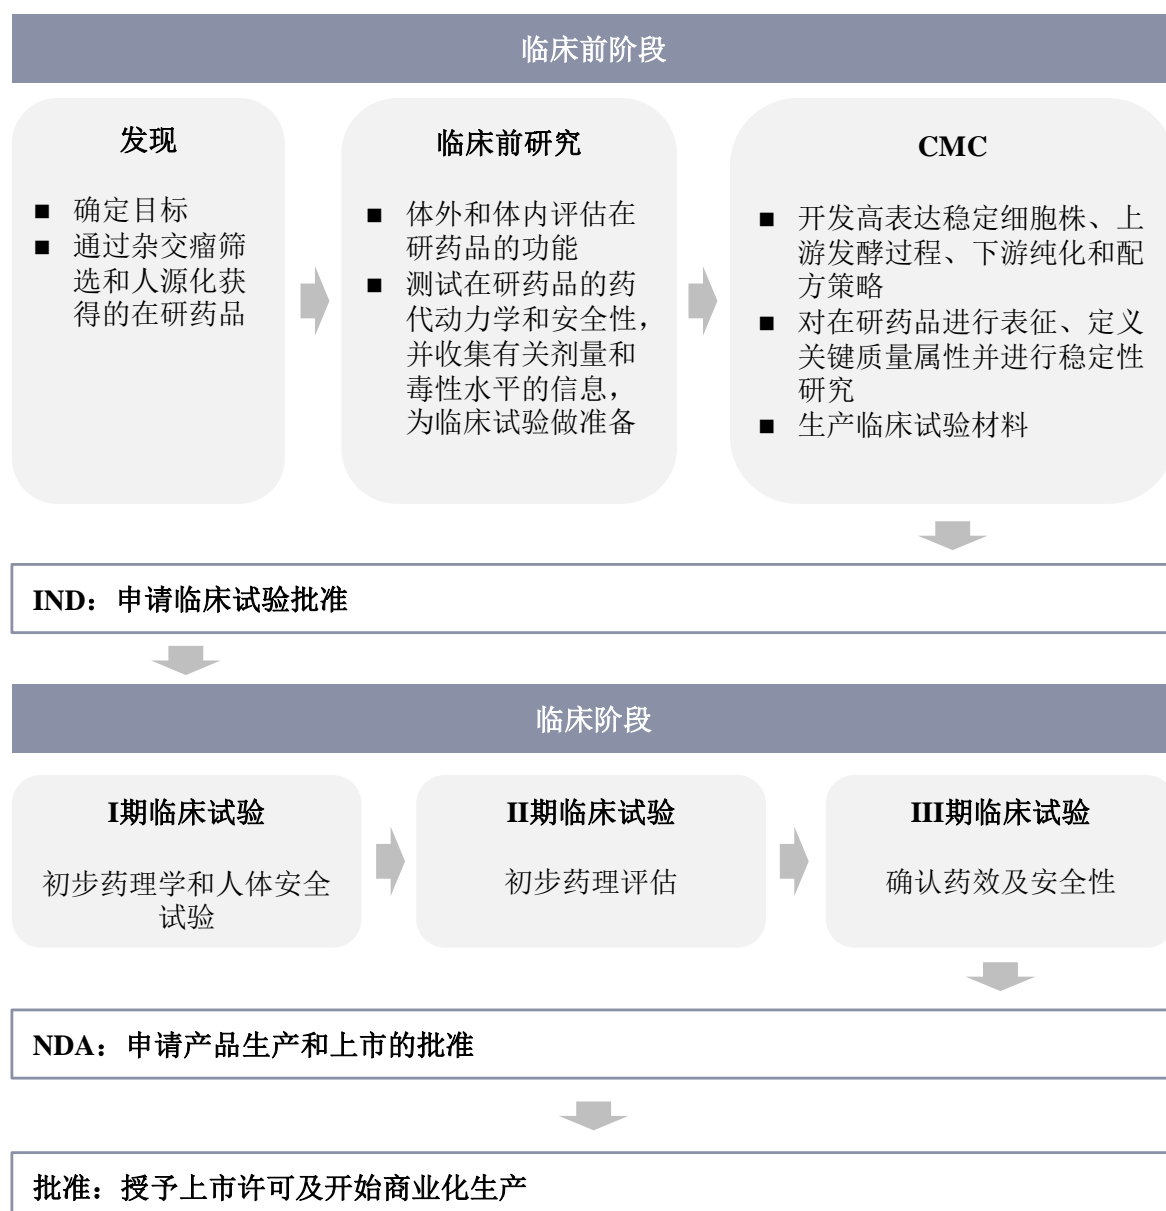 临床前阶段
发现
■ 确定目标
■ 通过杂交瘤筛
选和人源化获
得的在研药品
临床前研究
■ 体外和体内评估在
研药品的功能
■ 测试在研药品的药
代动力学和安全性，
并收集有关剂量和
毒性水平的信息，
为临床试验做准备
CMC
■ 开发高表达稳定细胞株、上
游发酵过程、下游纯化和配
方策略
■ 对在研药品进行表征、定义
关键质量属性并进行稳定性
研究
■ 生产临床试验材料
IND：申请临床试验批准
临床阶段
I期临床试验
初步药理学和人体安全
试验
II期临床试验
初步药理评估
III期临床试验
确认药效及安全性
NDA：申请产品生产和上市的批准
批准：授予上市许可及开始商业化生产